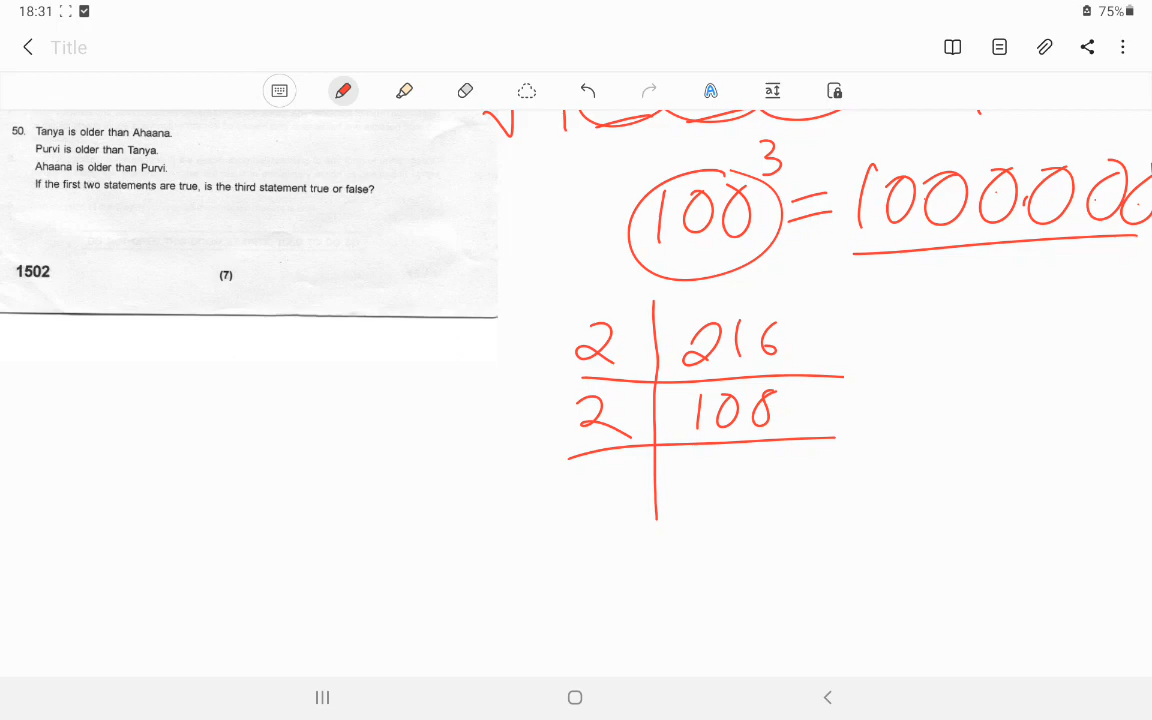 18:31
75%
Title
50. Tanya is older than Ahaana.
Purvi is older than Tanya.
Ahaana is older than Purvi.
If the first two statements are true, is the third statement true or false?
1502
(7)
100³ = 1000000
2 | 216
2 | 108